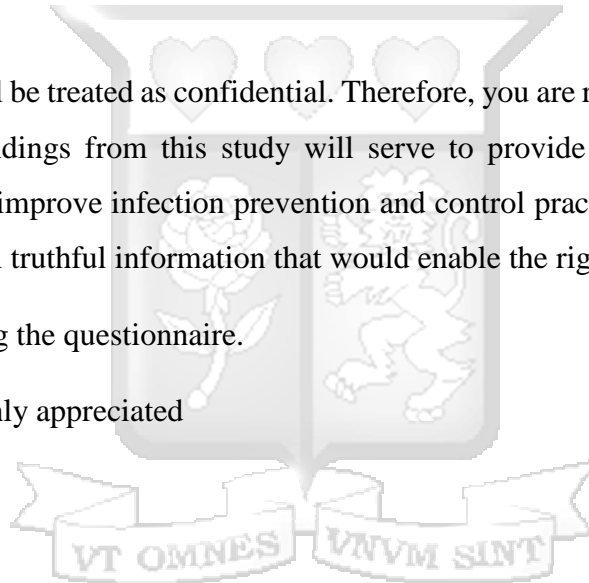 l be treated as confidential. Therefore, you are r
dings from this study will serve to provide
improve infection prevention and control prac
l truthful information that would enable the rig
g the questionnaire.
ly appreciated
VT OMNES VNVM SINT